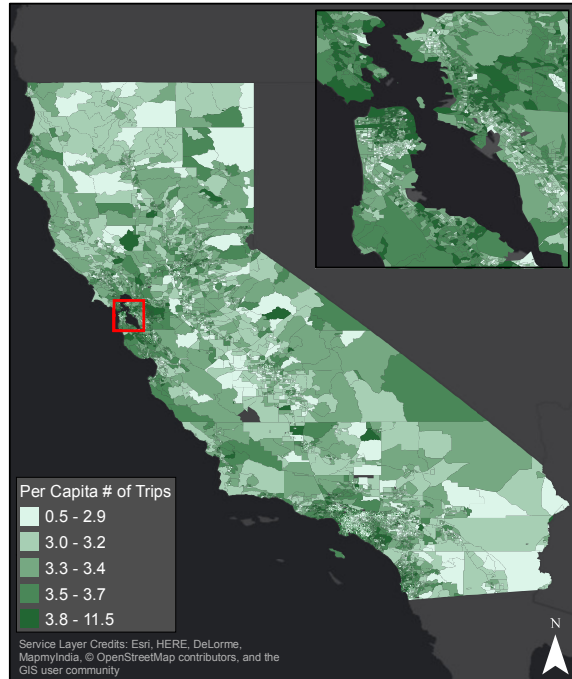 Per Capita # of Trips
0.5 - 2.9
3.0 - 3.2
3.3 - 3.4
3.5 - 3.7
3.8 - 11.5
Service Layer Credits: Esri, HERE, DeLorme,
MapmyIndia, © OpenStreetMap contributors, and the
GIS user community
N